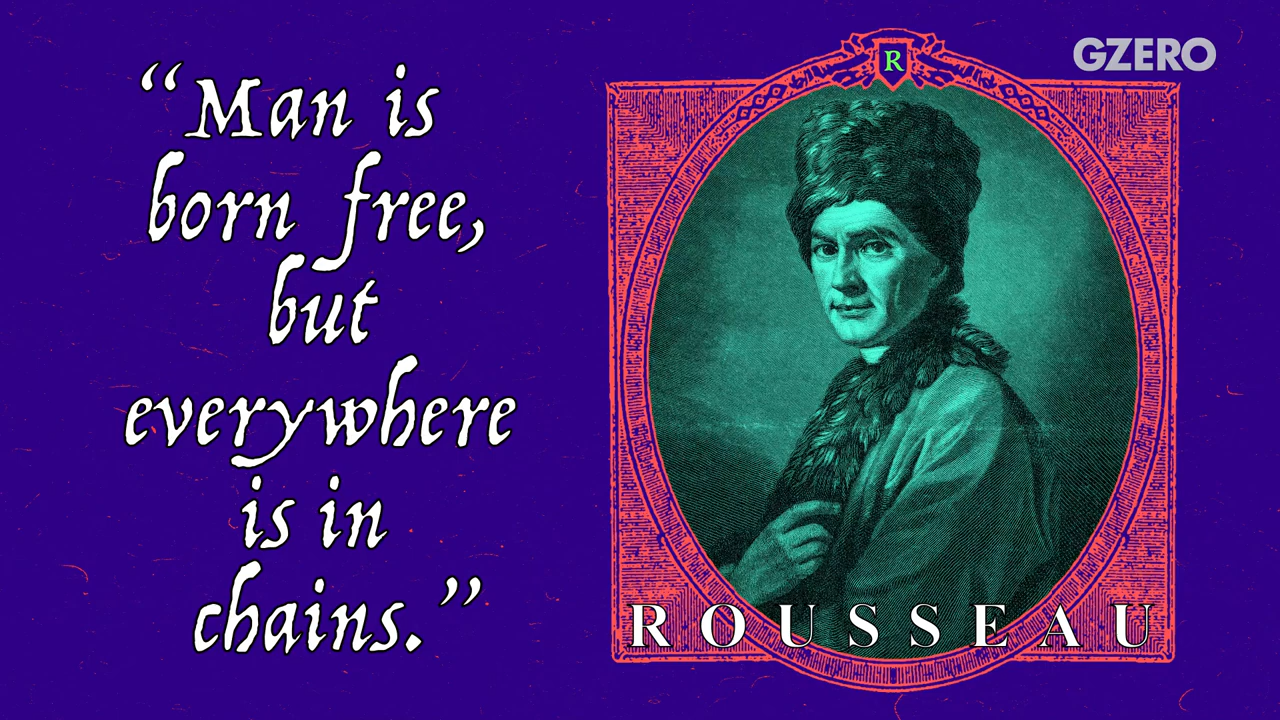 “Man is
born free,
but
everywhere
is in
chains.”
R
GZERO
ROUSSEAU